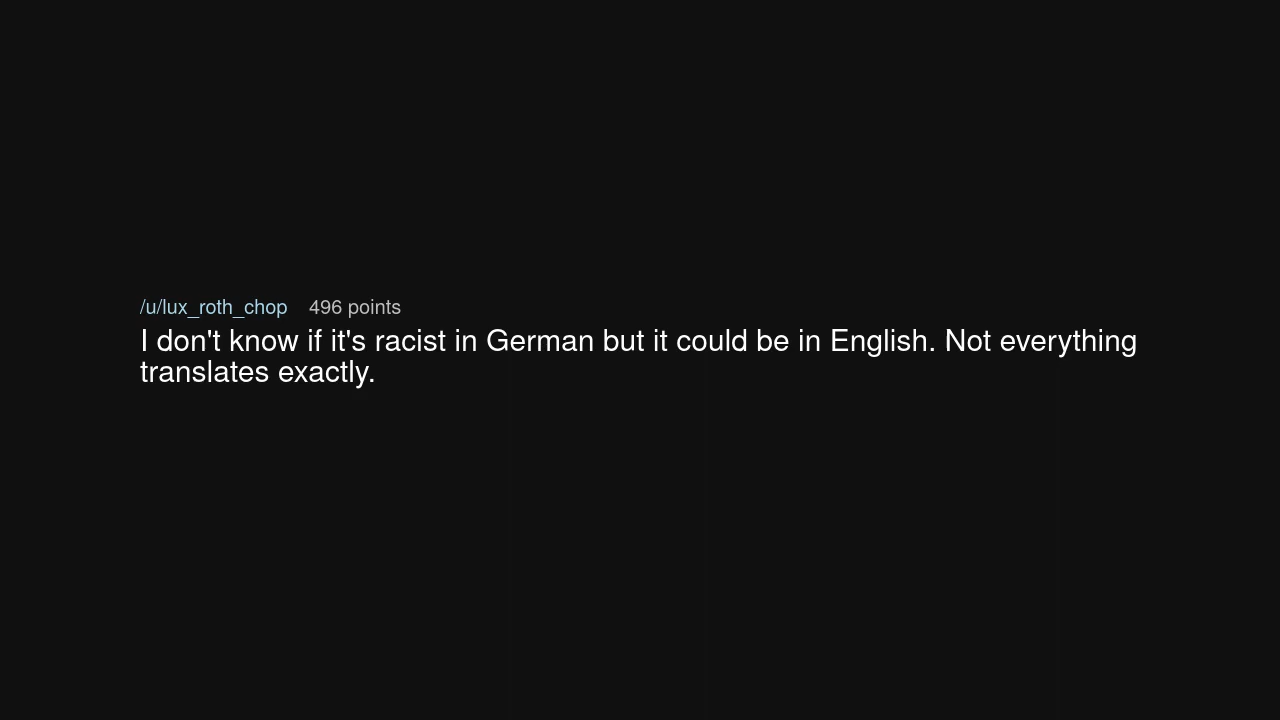 /u/lux_roth_chop 496 points
I don't know if it's racist in German but it could be in English. Not everything
translates exactly.